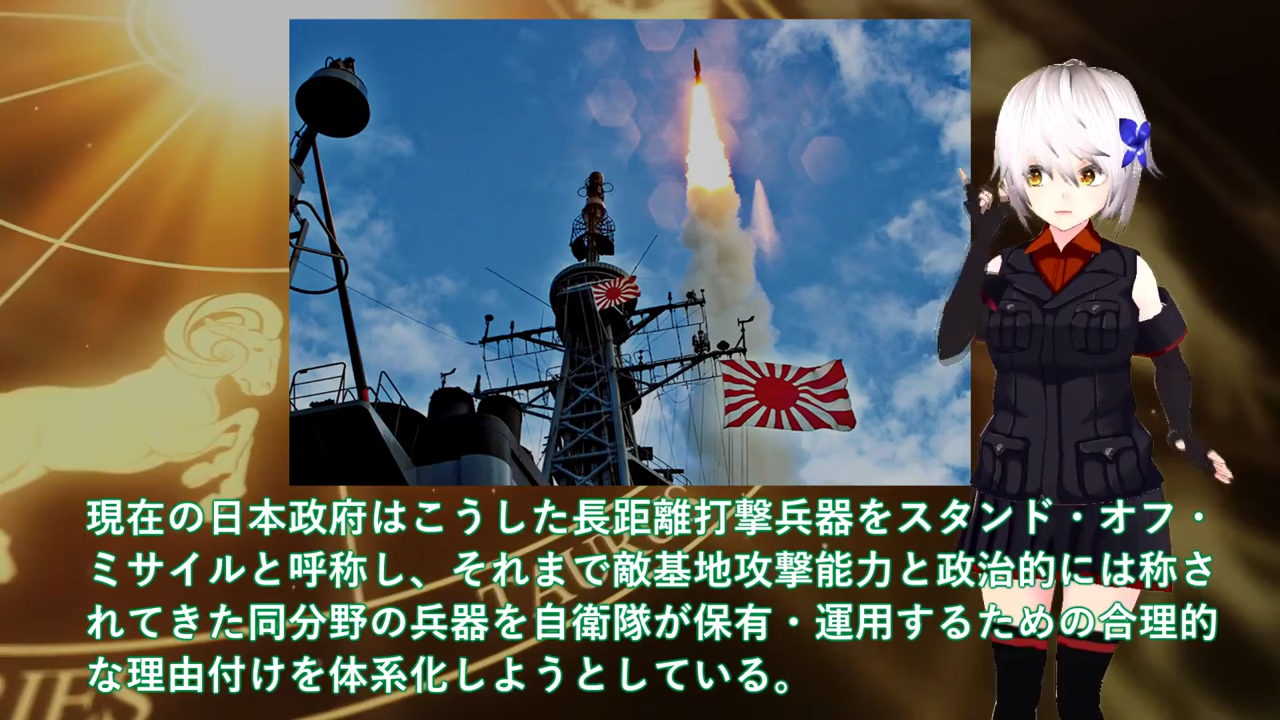 現在の日本政府はこうした長距離打撃兵器をスタンド・オフ・
ミサイルと呼称し、それまで敵基地攻撃能力と政治的には称さ
れてきた同分野の兵器を自衛隊が保有・運用するための合理的
な理由付けを体系化しようとしている。
TAURUS
RIES